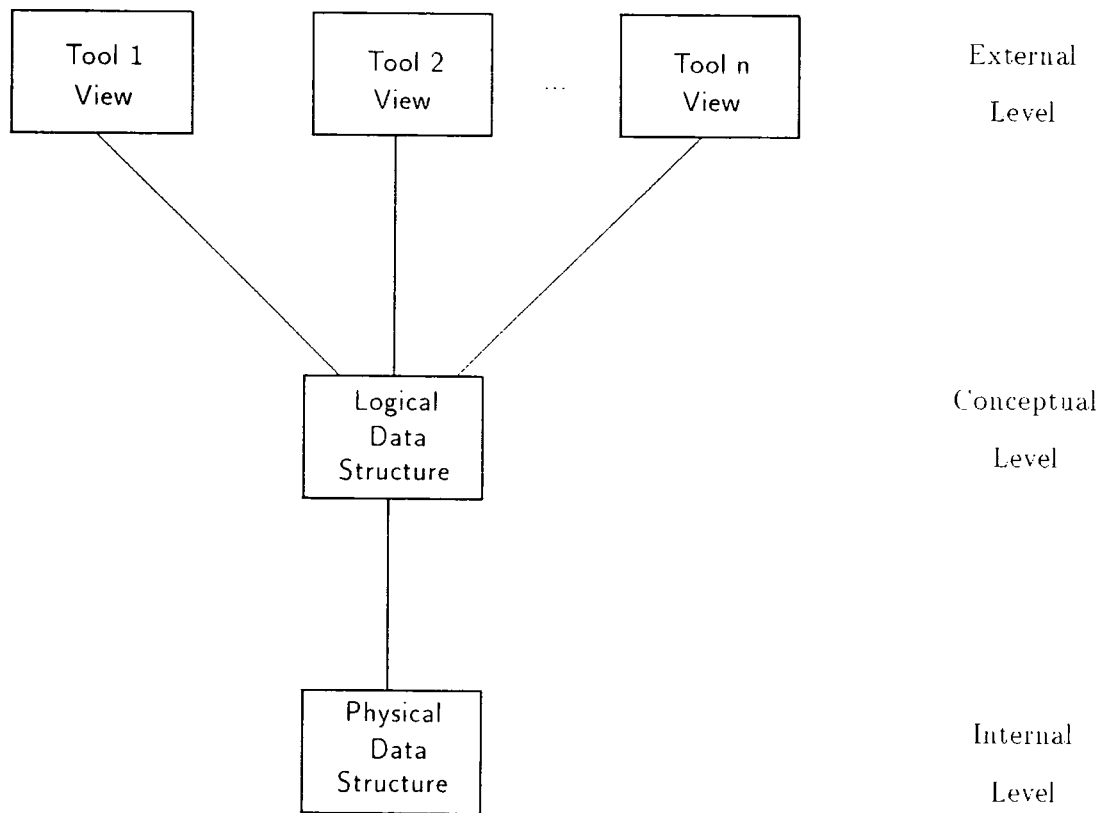 Tool 1
View
Tool 2
View
...
Tool n
View
External
Level
Logical
Data
Structure
Conceptual
Level
Physical
Data
Structure
Internal
Level